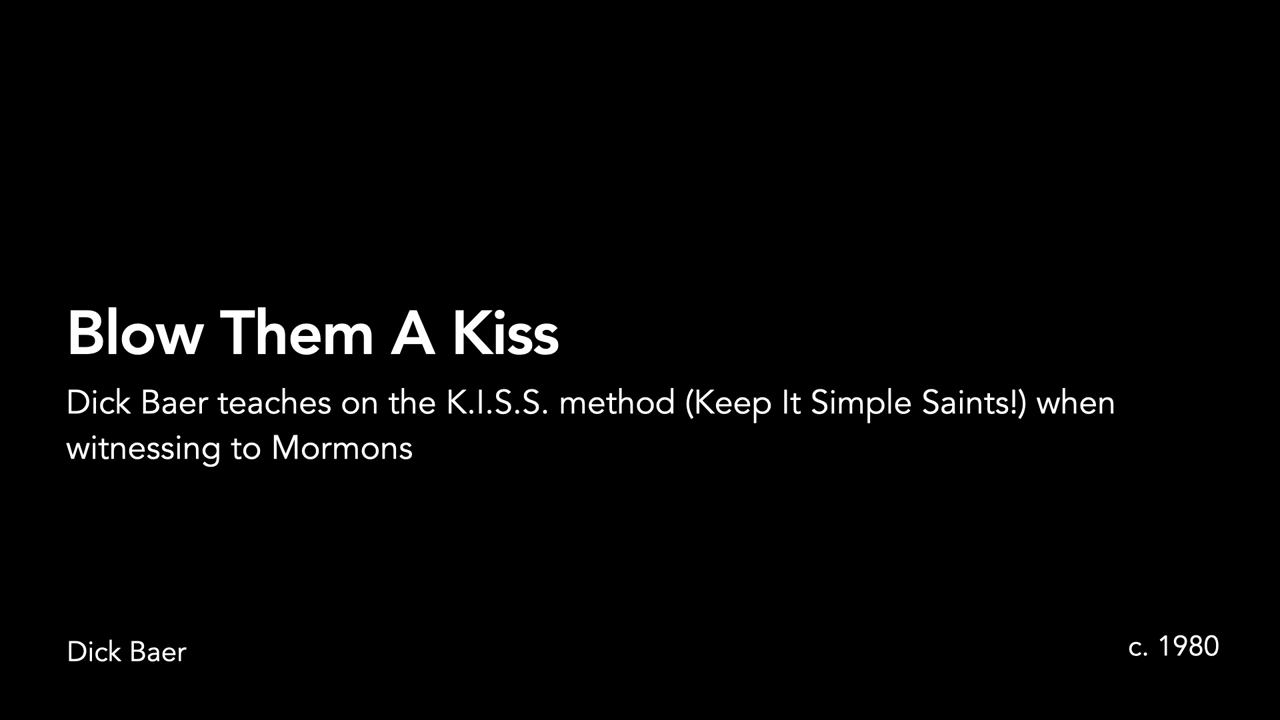 Blow Them A Kiss
Dick Baer teaches on the K.I.S.S. method (Keep It Simple Saints!) when
witnessing to Mormons
Dick Baer
c. 1980